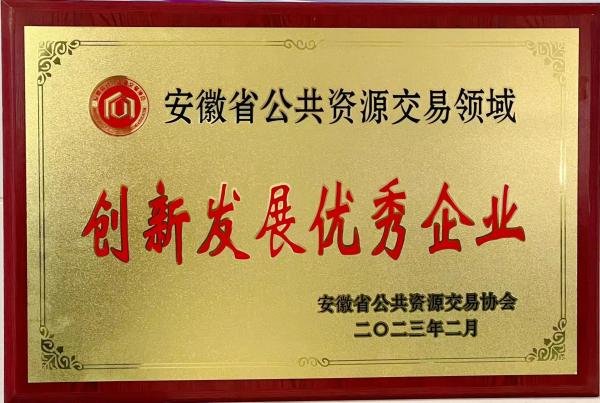 安徽省公共资源交易领域
创新发展优秀企业
安徽省公共资源交易协会
二〇二三年二月